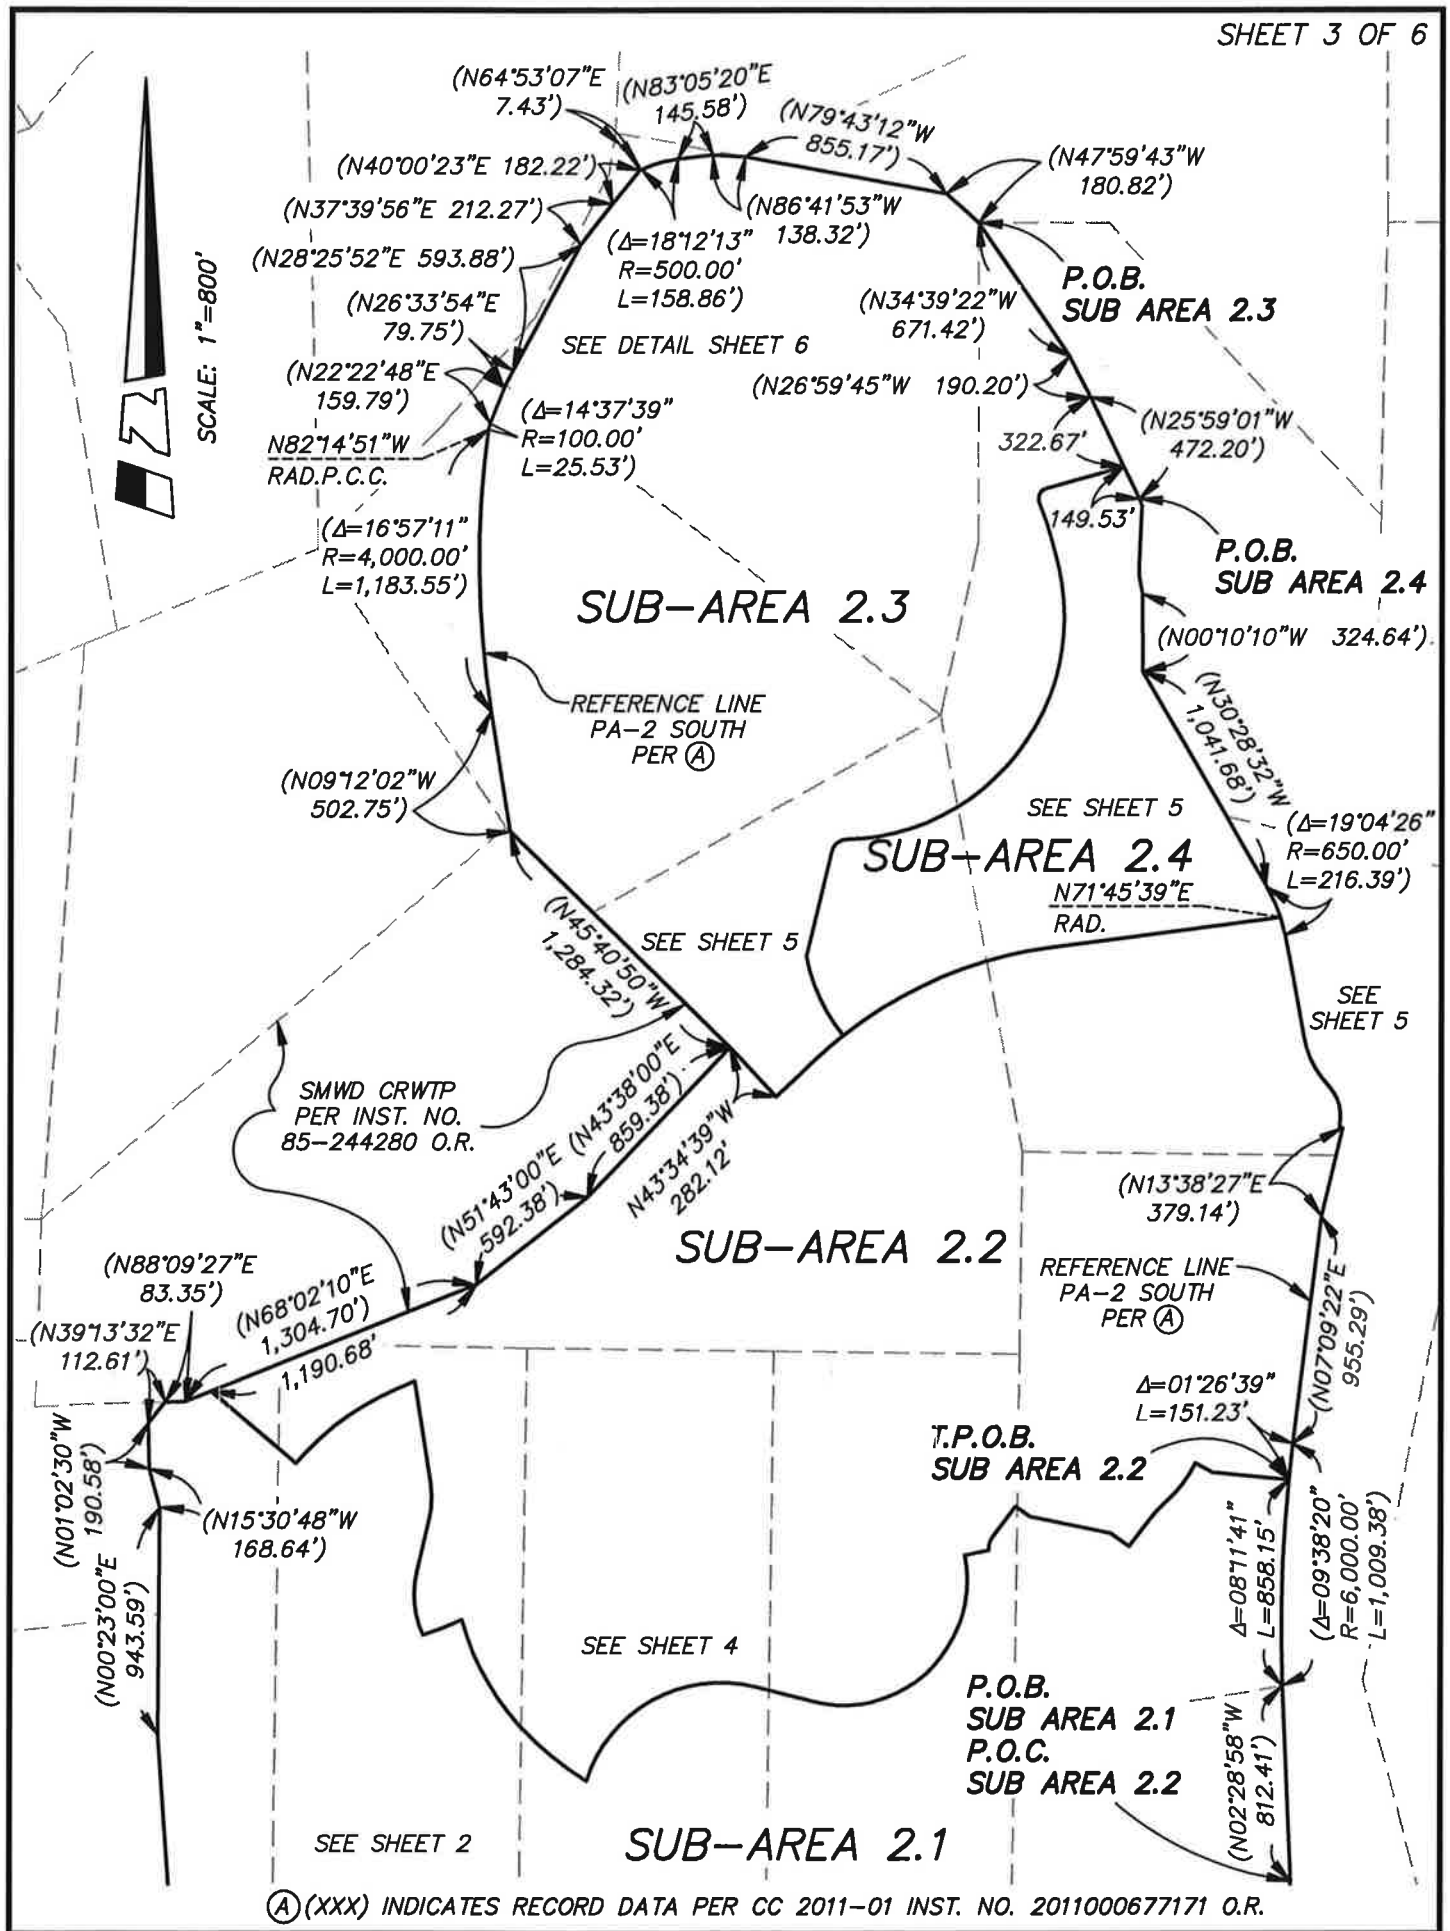 SHEET 3 OF 6
(N64°53'07"E
7.43')
(N83°05'20"E
145.58')
(N79°43'12"W
855.17')
(N47°59'43"W
180.82')
(N40°00'23"E 182.22')
(N37°39'56"E 212.27')
(N28°25'52"E 593.88')
(N86°41'53"W
138.32')
(Δ=18°12'13"
R=500.00'
L=158.86')
P.O.B.
SUB AREA 2.3
SCALE: 1"=800'
(N26°33'54"E
79.75')
(N34°39'22"W
671.42')
SEE DETAIL SHEET 6
(N22°22'48"E
159.79')
(N26°59'45"W 190.20')
(Δ=14°37'39"
R=100.00'
L=25.53')
(N25°59'01"W
472.20')
322.67'
N82°14'51"W
RAD.P.C.C.
149.53'
(Δ=16°57'11"
R=4,000.00'
L=1,183.55')
P.O.B.
SUB AREA 2.4
SUB-AREA 2.3
(N00°10'10"W 324.64')
REFERENCE LINE
PA-2 SOUTH
PER Ⓐ
(N30°28'32"W
1,041.68')
(N09°12'02"W
502.75')
SEE SHEET 5
SUB-AREA 2.4
(Δ=19°04'26"
R=650.00'
L=216.39')
N71°45'39"E
RAD.
(N45°40'50"W
1,284.32')
SEE SHEET 5
SEE
SHEET 5
SMWD CRWTP
PER INST. NO.
85-244280 O.R.
(N43°38'00"E
859.38')
(N51°43'00"E
592.38')
N43°34'39"W
282.12'
(N13°38'27"E
379.14')
SUB-AREA 2.2
REFERENCE LINE
PA-2 SOUTH
PER Ⓐ
(N88°09'27"E
83.35')
(N68°02'10"E
1,304.70')
1,190.68'
(N39°13'32"E
112.61')
(N07°09'22"E
955.29')
Δ=01°26'39"
L=151.23'
T.P.O.B.
SUB AREA 2.2
(N01°02'30"W
190.58')
(N15°30'48"W
168.64')
(N00°23'00"E
943.59')
Δ=08°11'41"
L=858.15'
(Δ=09°38'20"
R=6,000.00'
L=1,009.38')
SEE SHEET 4
P.O.B.
SUB AREA 2.1
P.O.C.
SUB AREA 2.2
(N02°28'58"W
812.41')
SEE SHEET 2
SUB-AREA 2.1
Ⓐ (XXX) INDICATES RECORD DATA PER CC 2011-01 INST. NO. 2011000677171 O.R.